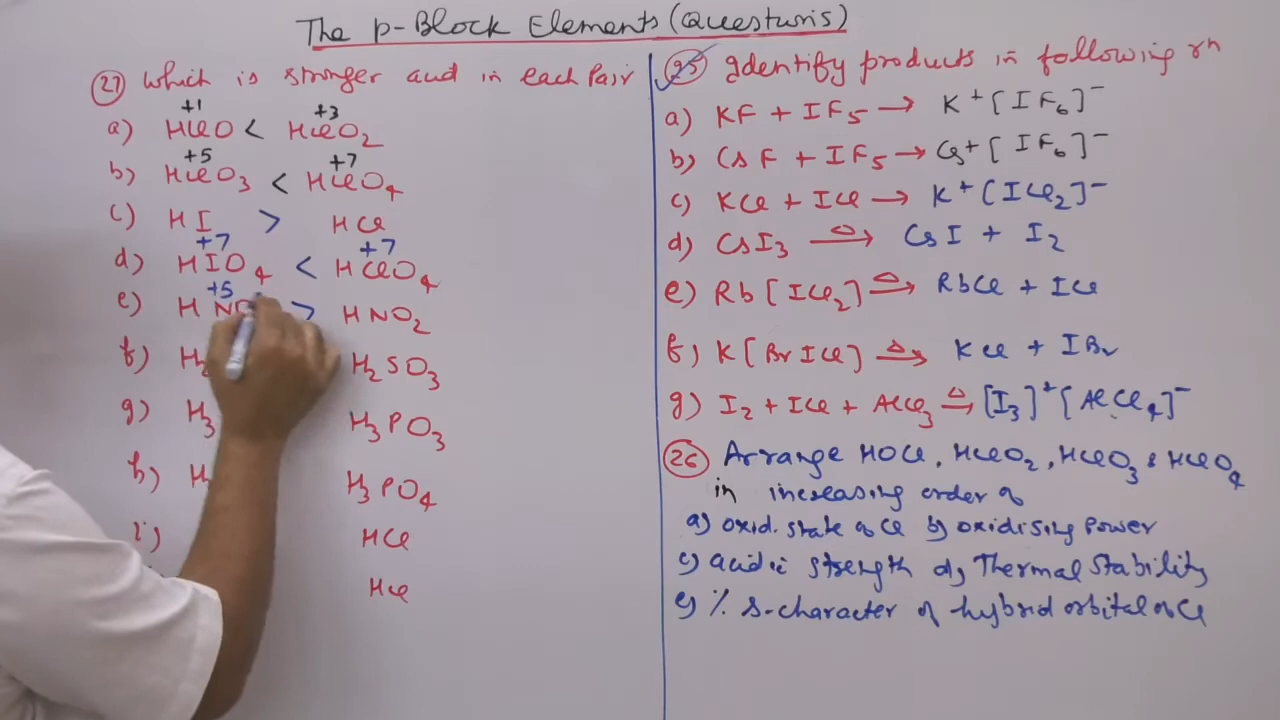 The p-Block Elements (Questions)
(27) Which is stronger acid in each Pair
+1 +3
a) HClO < HClO2
+5 +7
b) HClO3 < HClO4
c) HI > HCl
+7 +7
d) HIO4 < HClO4
+5
e) HNO > HNO2
f) H2 H2SO3
g) H3 H3PO3
h) H H3PO4
i) HCl
HCl
(25) Identify products in following rn
a) KF + IF5 → K+[IF6]-
b) CsF + IF5 → Cs+[IF6]-
c) KCl + ICl → K+[ICl2]-
d) CsI3 △→ CsI + I2
e) Rb[ICl2] △→ RbCl + ICl
f) K[BrICl] △→ KCl + IBr
g) I2 + ICl + AlCl3 △→ [I3]+[AlCl4]-
(26) Arrange HOCl, HClO2, HClO3 & HClO4
in increasing order of
a) oxid. state of Cl b) oxidising power
c) acidic strength d) Thermal Stability
e) % s-character of hybrid orbital of Cl